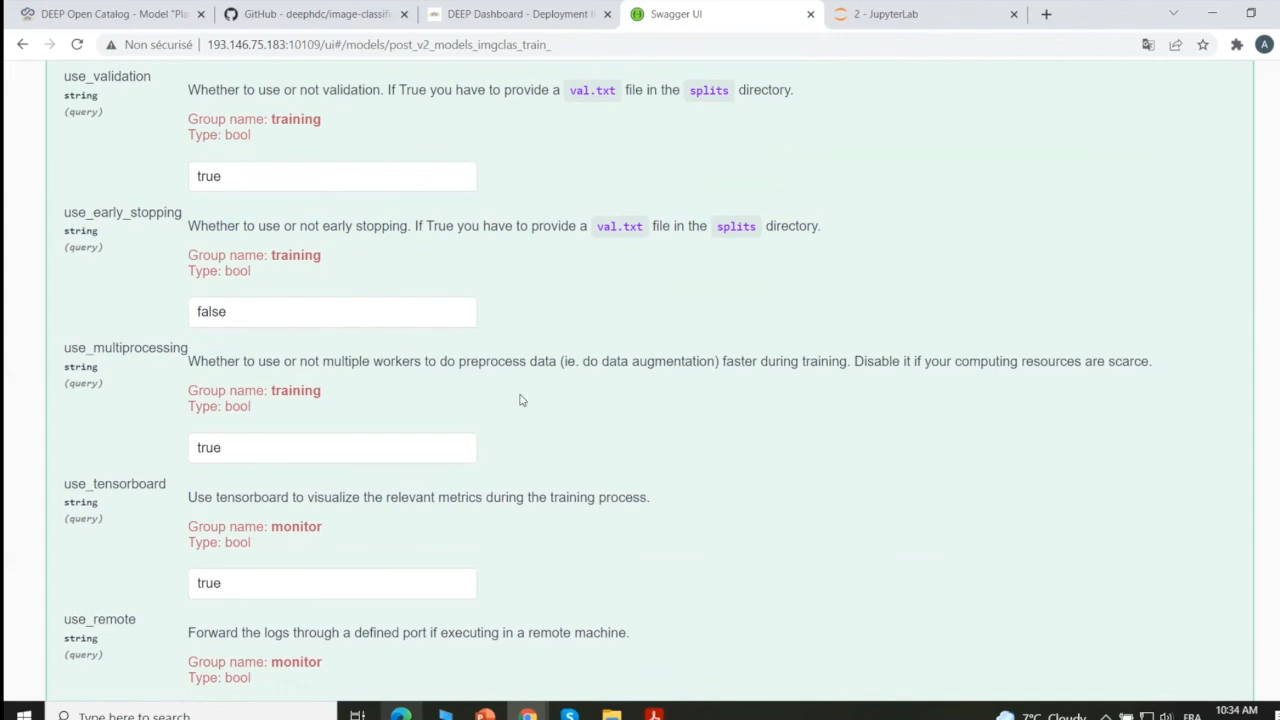 DEEP Open Catalog - Model "Pla
GitHub - deephdc/image-classifi
DEEP Dashboard - Deployment l
Swagger UI
2 - JupyterLab
Non sécurisé
193.146.75.183:10109/ui#/models/post_v2_models_imgclas_train_
use_validation
string
(query)
Whether to use or not validation. If True you have to provide a val.txt file in the splits directory.
Group name: training
Type: bool
true
use_early_stopping
string
(query)
Whether to use or not early stopping. If True you have to provide a val.txt file in the splits directory.
Group name: training
Type: bool
false
use_multiprocessing
string
(query)
Whether to use or not multiple workers to do preprocess data (ie. do data augmentation) faster during training. Disable it if your computing resources are scarce.
Group name: training
Type: bool
true
use_tensorboard
string
(query)
Use tensorboard to visualize the relevant metrics during the training process.
Group name: monitor
Type: bool
true
use_remote
string
(query)
Forward the logs through a defined port if executing in a remote machine.
Group name: monitor
Type: bool
Type here to search
7°C Cloudy
FRA
10:34 AM